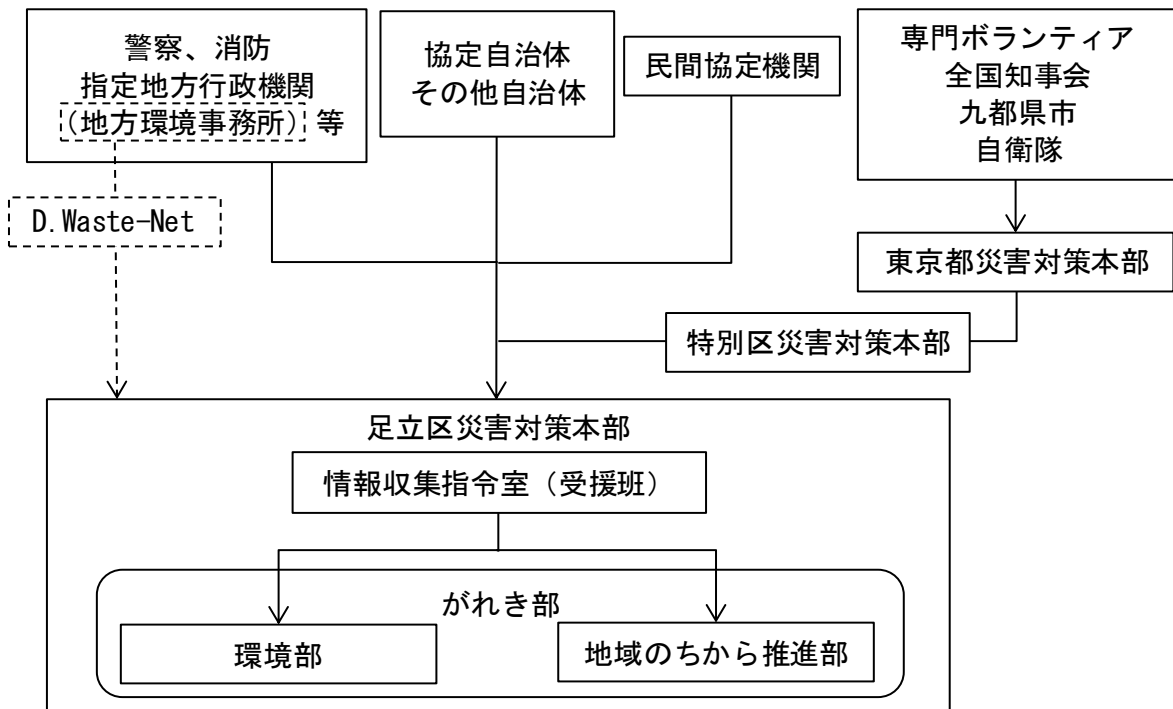 警察、消防
指定地方行政機関
(地方環境事務所) 等
協定自治体
その他自治体
民間協定機関
専門ボランティア
全国知事会
九都県市
自衛隊
D.Waste-Net
東京都災害対策本部
特別区災害対策本部
足立区災害対策本部
情報収集指令室（受援班）
がれき部
環境部
地域のちから推進部